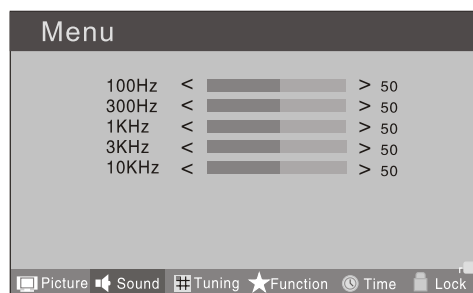 Menu
100Hz < > 50
300Hz < > 50
1KHz < > 50
3KHz < > 50
10KHz < > 50
Picture Sound Tuning Function Time Lock